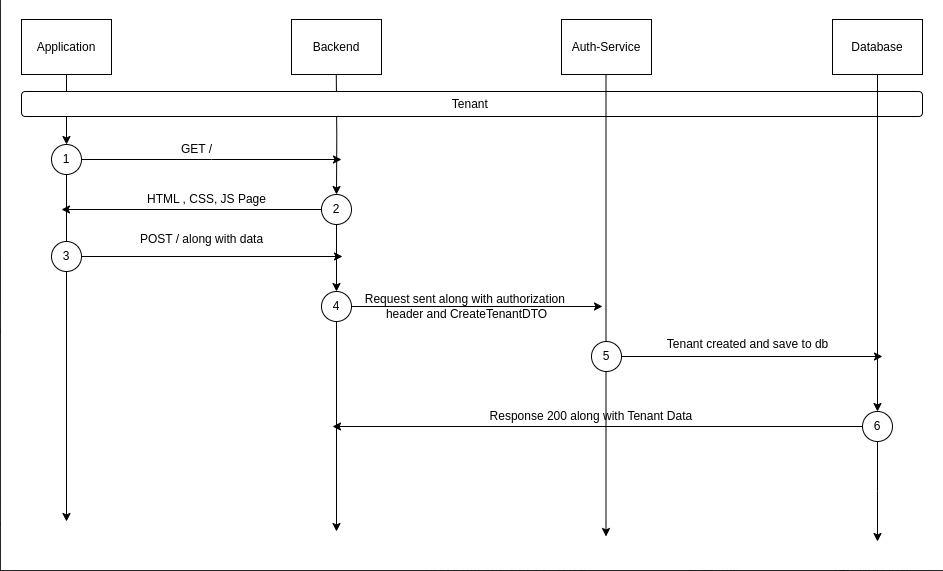 Application
Backend
Auth-Service
Database
Tenant
1
GET /
HTML , CSS, JS Page
2
3
POST / along with data
4
Request sent along with authorization
header and CreateTenantDTO
5
Tenant created and save to db
Response 200 along with Tenant Data
6